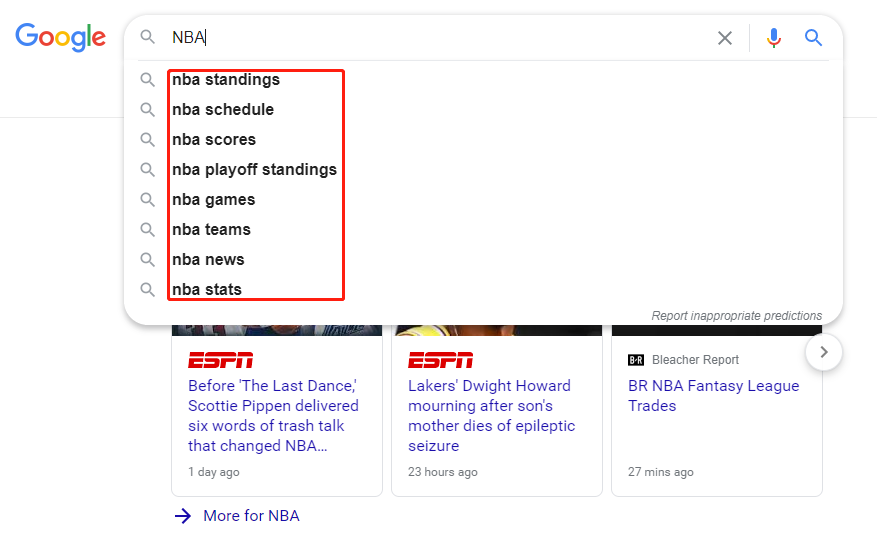 Google
NBA
nba standings
nba schedule
nba scores
nba playoff standings
nba games
nba teams
nba news
nba stats
Report inappropriate predictions
ESPN
Before 'The Last Dance,'
Scottie Pippen delivered
six words of trash talk
that changed NBA...
1 day ago
ESPN
Lakers' Dwight Howard
mourning after son's
mother dies of epileptic
seizure
23 hours ago
B/R Bleacher Report
BR NBA Fantasy League
Trades
27 mins ago
More for NBA